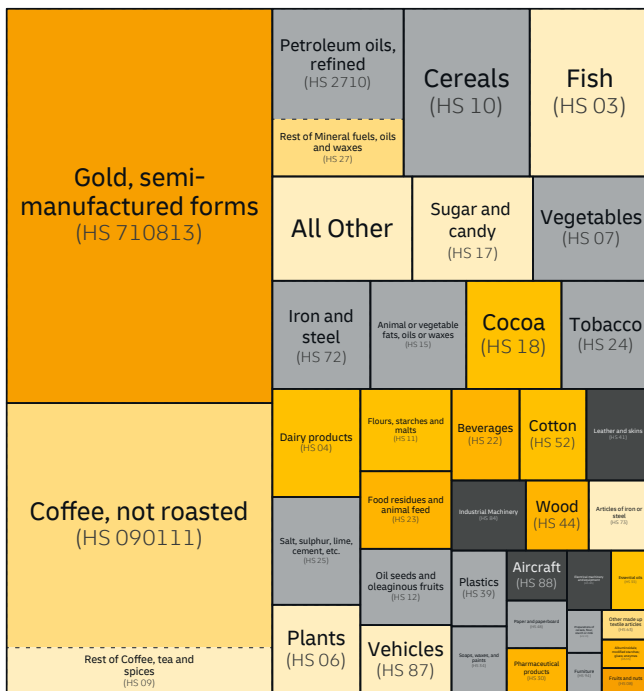 Gold, semi-
manufactured forms
(HS 710813)
Petroleum oils,
refined
(HS 2710)
Rest of Mineral fuels, oils
and waxes
(HS 27)
Cereals
(HS 10)
Fish
(HS 03)
All Other
Sugar and
candy
(HS 17)
Vegetables
(HS 07)
Iron and
steel
(HS 72)
Animal or vegetable
fats, oils or waxes
(HS 15)
Cocoa
(HS 18)
Tobacco
(HS 24)
Coffee, not roasted
(HS 090111)
Rest of Coffee, tea and
spices
(HS 09)
Dairy products
(HS 04)
Flours, starches and
malts
(HS 11)
Beverages
(HS 22)
Cotton
(HS 52)
Leather and skins
(HS 41)
Food residues and
animal feed
(HS 23)
Industrial Machinery
(HS 84)
Wood
(HS 44)
Articles of iron or
steel
(HS 73)
Salt, sulphur, lime,
cement, etc.
(HS 25)
Oil seeds and
oleaginous fruits
(HS 12)
Plastics
(HS 39)
Aircraft
(HS 88)
Essential oils
Plants
(HS 06)
Vehicles
(HS 87)
Soaps, waxes, and
paints
Paper and paperboard
Pharmaceutical
products
(HS 30)
Furniture
Other made up
textile articles
Fruits and nuts